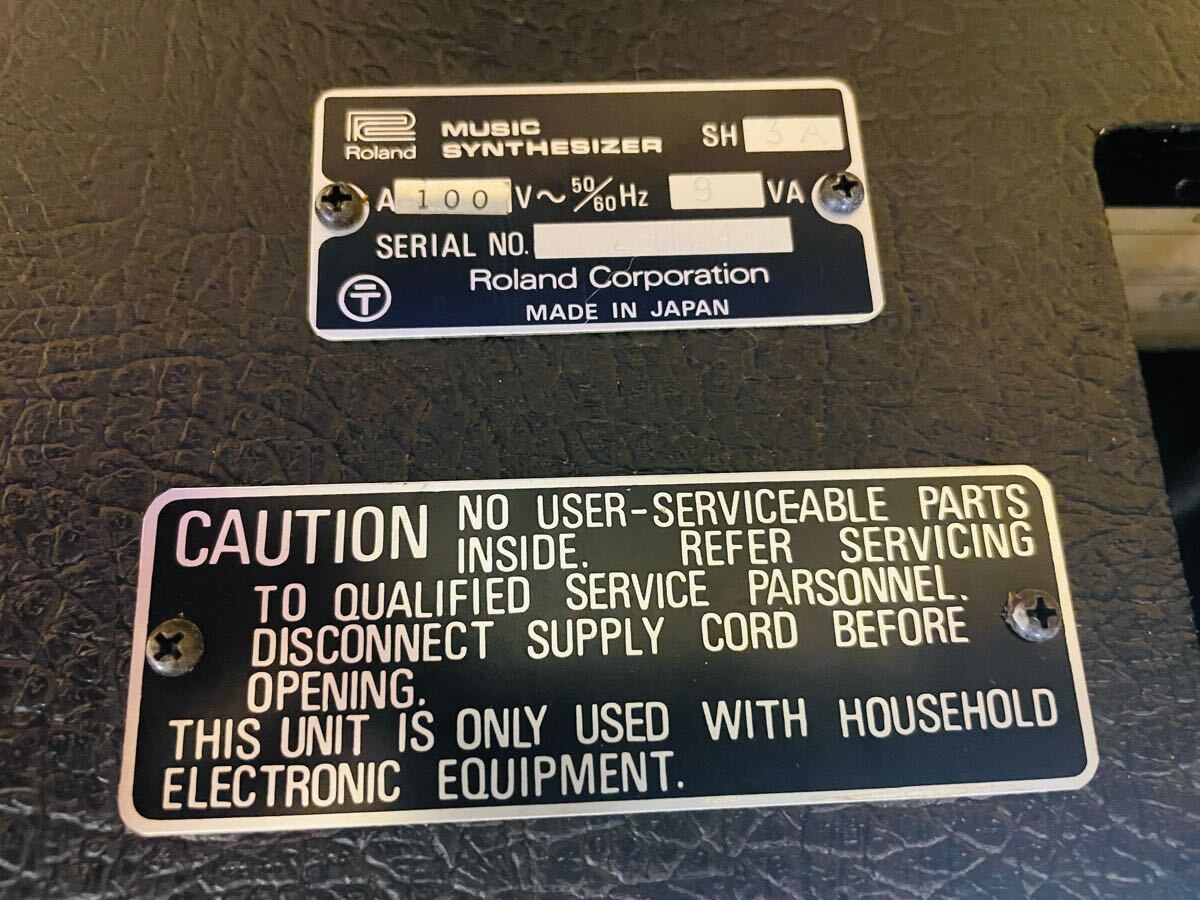 Roland
MUSIC
SYNTHESIZER
SH 3A
A 100 V~ 50/60 Hz 9 VA
SERIAL NO.
Roland Corporation
MADE IN JAPAN
CAUTION NO USER-SERVICEABLE PARTS
INSIDE. REFER SERVICING
TO QUALIFIED SERVICE PARSONNEL.
DISCONNECT SUPPLY CORD BEFORE
OPENING.
THIS UNIT IS ONLY USED WITH HOUSEHOLD
ELECTRONIC EQUIPMENT.